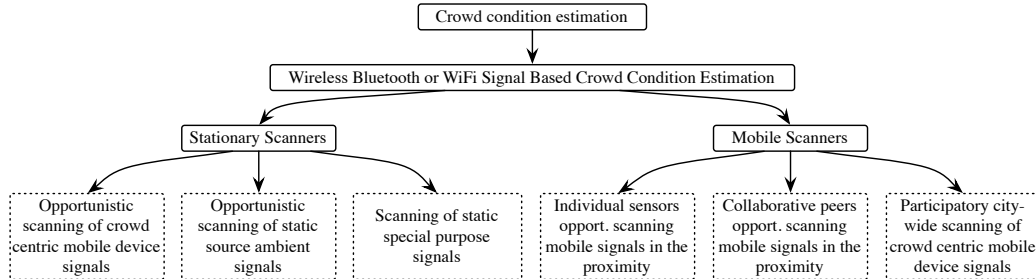 Crowd condition estimation
Wireless Bluetooth or WiFi Signal Based Crowd Condition Estimation
Stationary Scanners
Mobile Scanners
Opportunistic
scanning of crowd
centric mobile device
signals
Opportunistic
scanning of static
source ambient
signals
Scanning of static
special purpose
signals
Individual sensors
opport. scanning
mobile signals in the
proximity
Collaborative peers
opport. scanning
mobile signals in the
proximity
Participatory city-
wide scanning of
crowd centric mobile
device signals